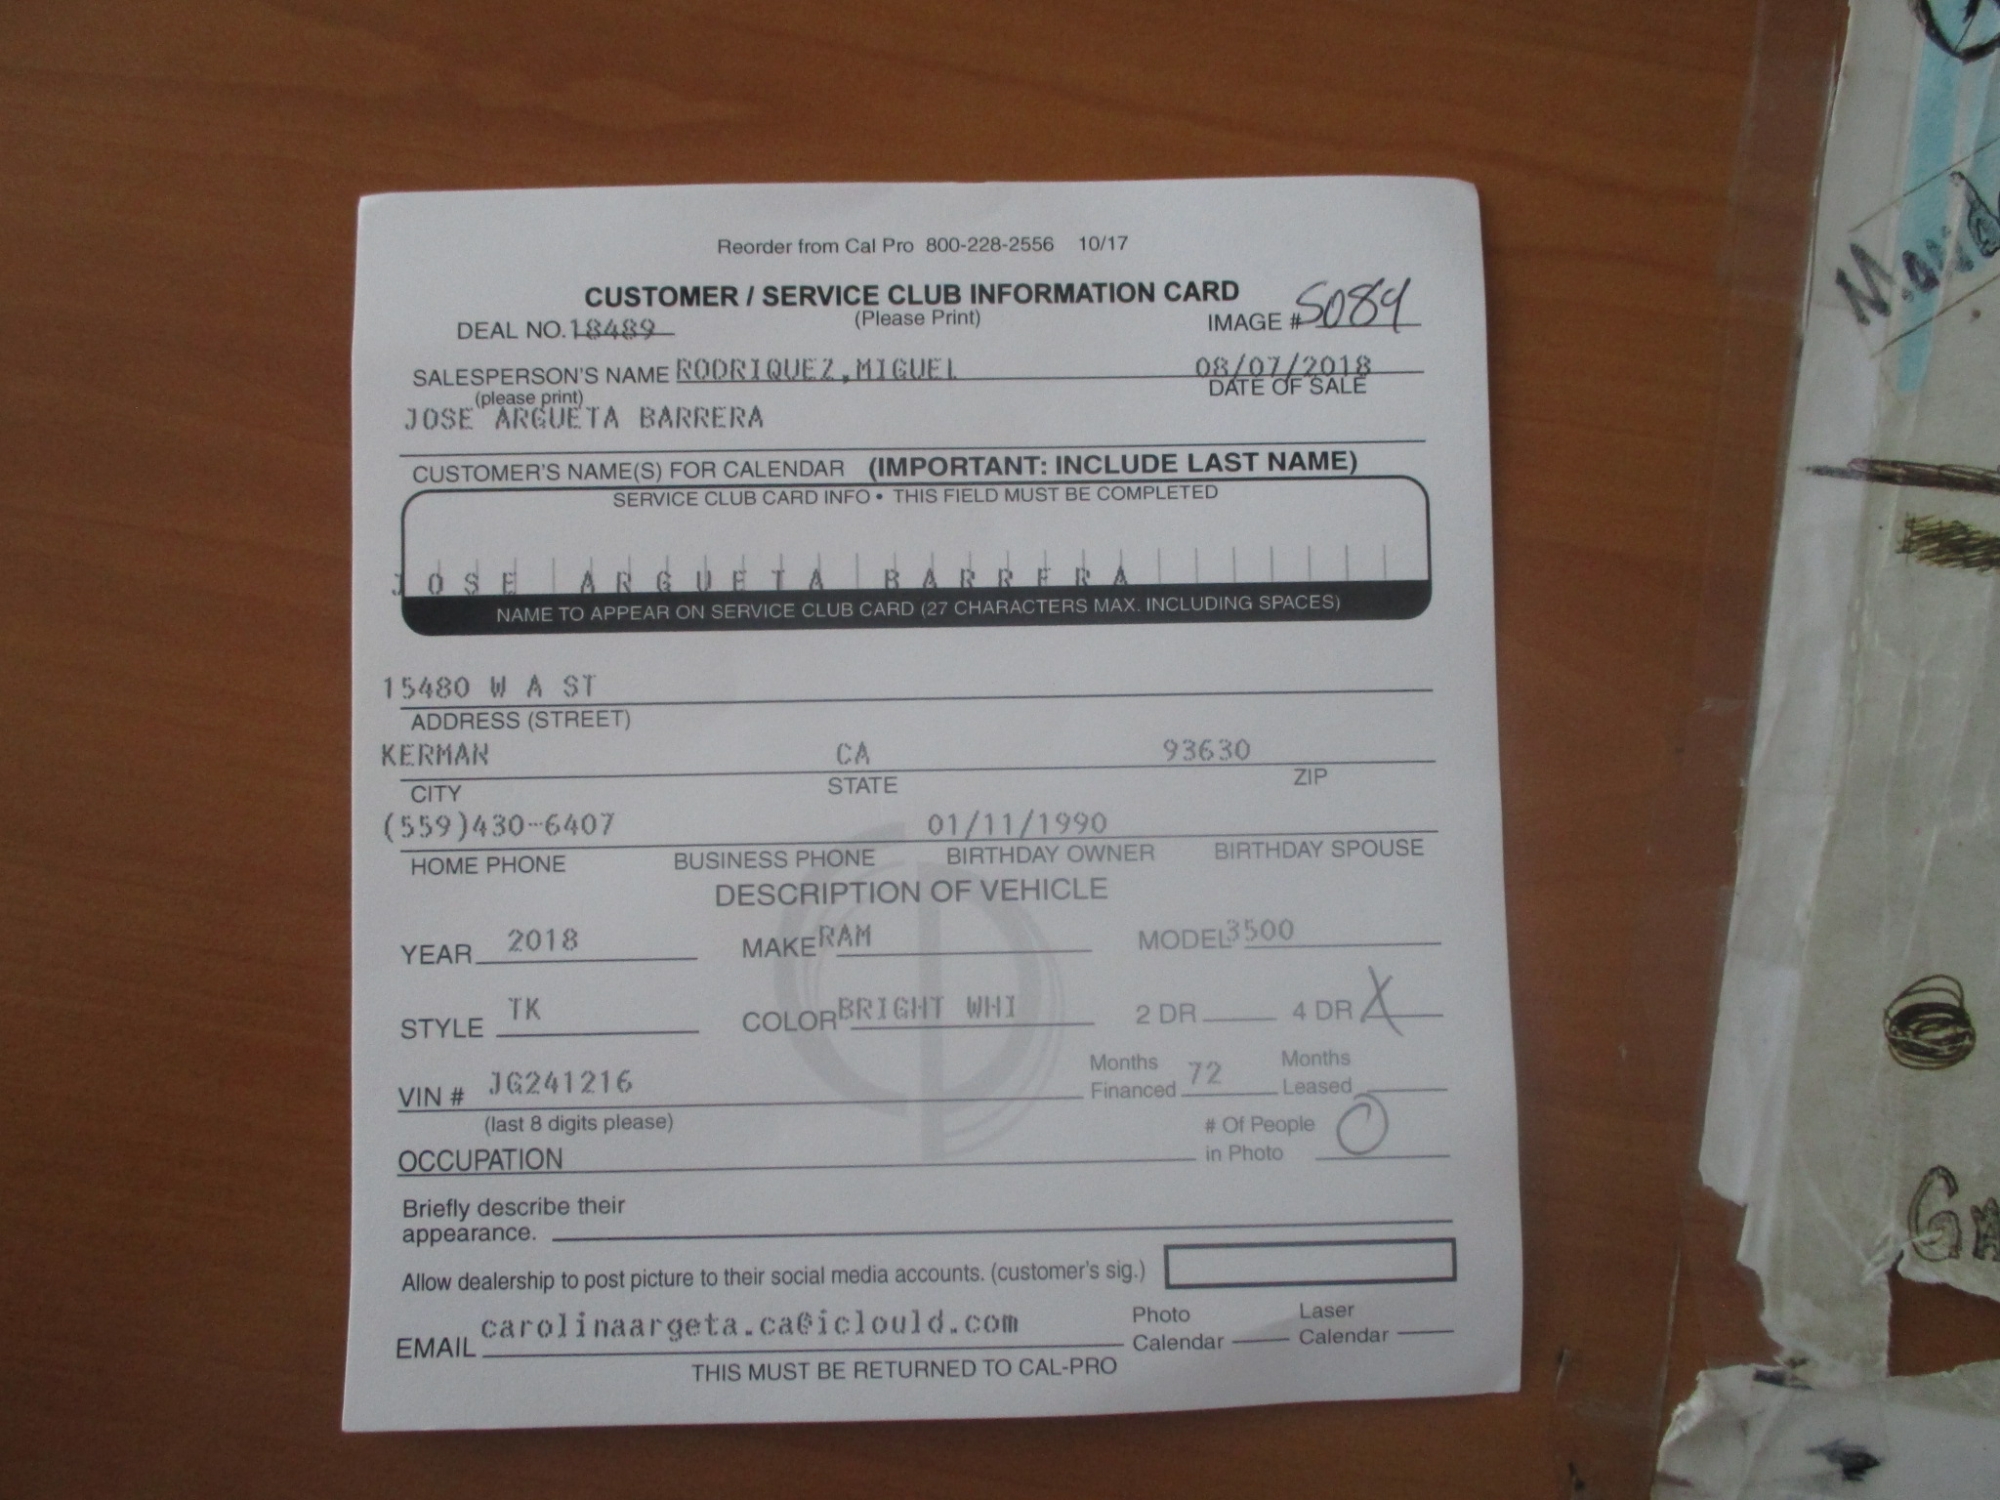 Reorder from Cal Pro 800-228-2556 10/17
CUSTOMER / SERVICE CLUB INFORMATION CARD
(Please Print)
DEAL NO. 18489 IMAGE # 5084
SALESPERSON'S NAME RODRIQUEZ,MIGUEL 08/07/2018
(please print) DATE OF SALE
JOSE ARGUETA BARRERA
CUSTOMER'S NAME(S) FOR CALENDAR (IMPORTANT: INCLUDE LAST NAME)
SERVICE CLUB CARD INFO • THIS FIELD MUST BE COMPLETED
JOSE ARGUETA BARRERA
NAME TO APPEAR ON SERVICE CLUB CARD (27 CHARACTERS MAX. INCLUDING SPACES)
15480 W A ST
ADDRESS (STREET)
KERMAN CA 93630
CITY STATE ZIP
(559)430-6407 01/11/1990
HOME PHONE BUSINESS PHONE BIRTHDAY OWNER BIRTHDAY SPOUSE
DESCRIPTION OF VEHICLE
YEAR 2018 MAKE RAM MODEL 3500
STYLE TK COLOR BRIGHT WHI 2 DR 4 DR X
VIN # JG241216 Months Financed 72 Months Leased
(last 8 digits please)
OCCUPATION # Of People in Photo 0
Briefly describe their
appearance.
Allow dealership to post picture to their social media accounts. (customer's sig.)
EMAIL carolinaargeta.ca@iclould.com Photo Calendar Laser Calendar
THIS MUST BE RETURNED TO CAL-PRO